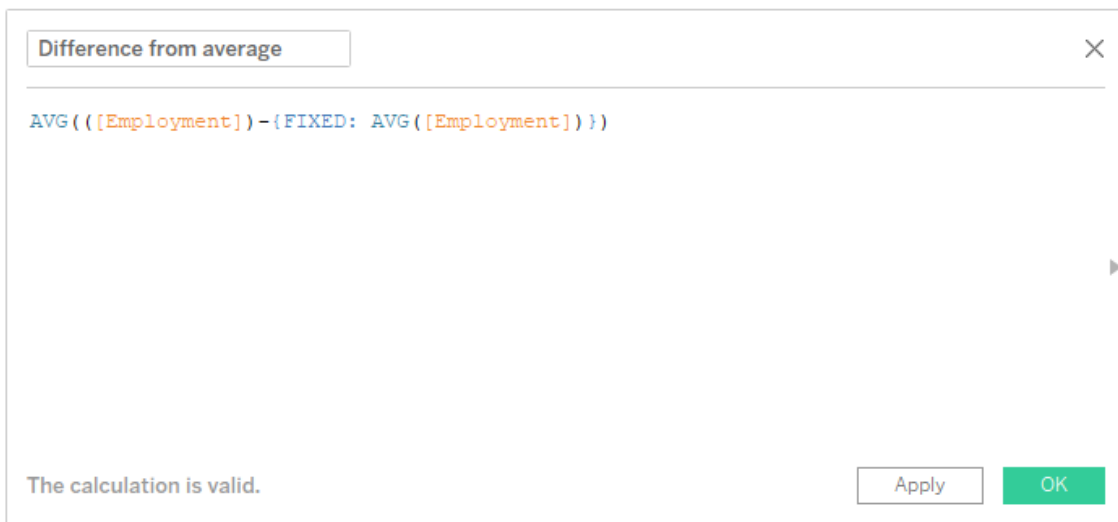 Difference from average
AVG(([Employment])-{FIXED: AVG([Employment])})
The calculation is valid.
Apply
OK